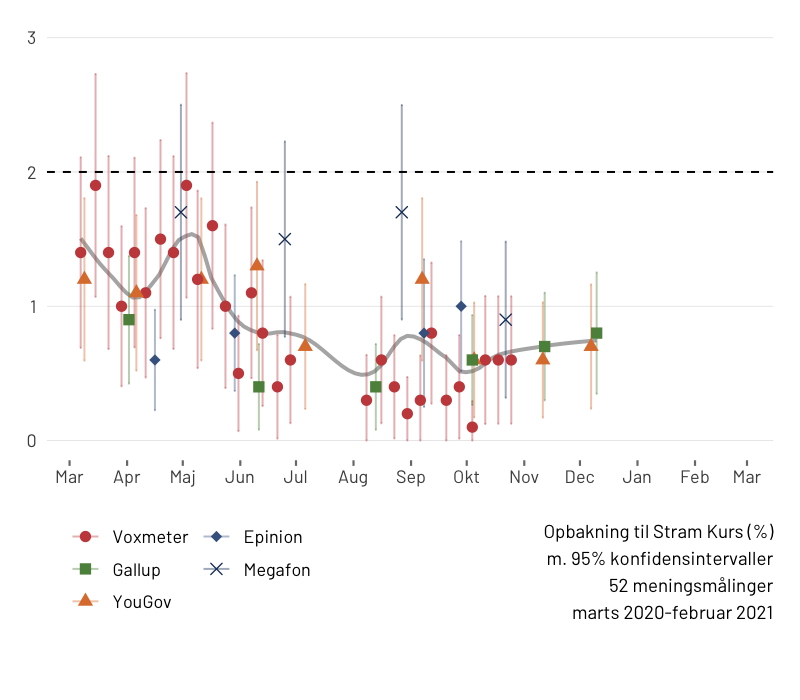 3
2
1
0
Mar Apr Maj Jun Jul Aug Sep Okt Nov Dec Jan Feb Mar
Voxmeter Epinion
Gallup Megafon
YouGov
Opbakning til Stram Kurs (%)
m. 95% konfidensintervaller
52 meningsmålinger
marts 2020-februar 2021